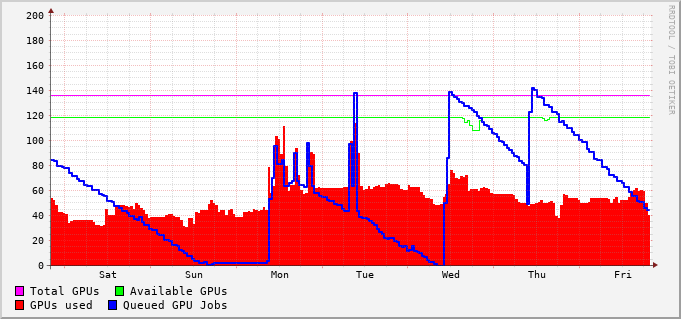 200
180
160
140
120
100
80
60
40
20
0
Sat Sun Mon Tue Wed Thu Fri
Total GPUs Available GPUs
GPUs used Queued GPU Jobs
RRDTOOL / TOBI OETIKER